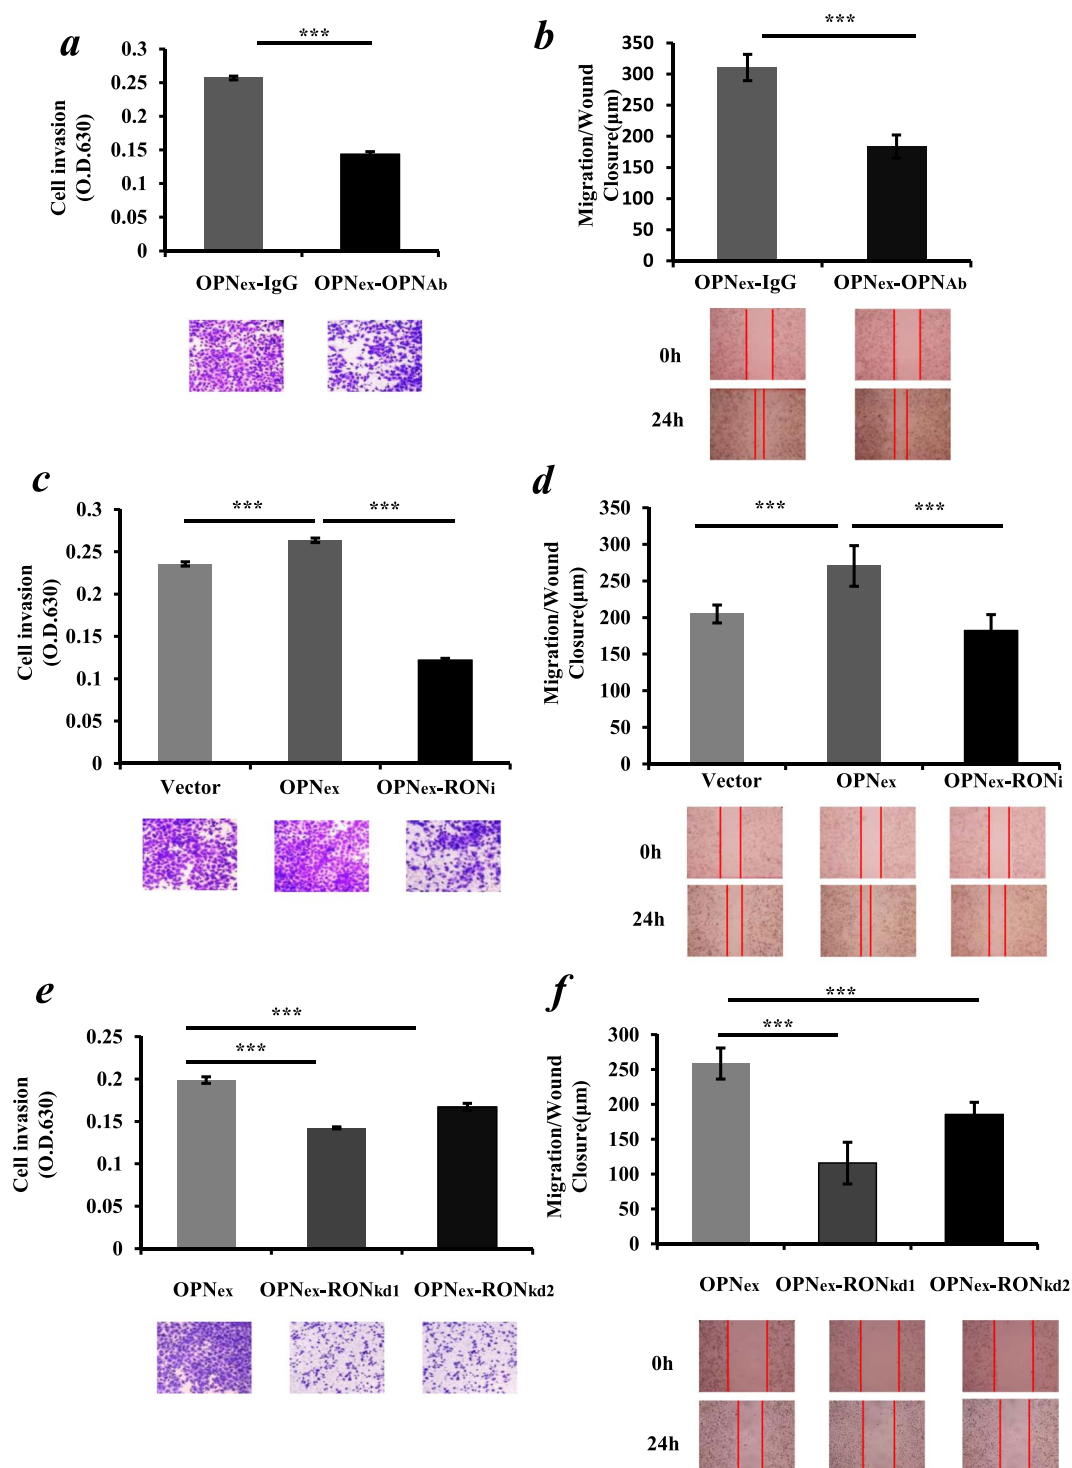 a
***
Cell invasion
(O.D.630)
0.3
0.25
0.2
0.15
0.1
0.05
0
OPNex-IgG OPNex-OPNAb
b
***
Migration/Wound
Closure(µm)
350
300
250
200
150
100
50
0
OPNex-IgG OPNex-OPNAb
0h
24h
c
*** ***
Cell invasion
(O.D.630)
0.3
0.25
0.2
0.15
0.1
0.05
0
Vector OPNex OPNex-RONi
d
*** ***
Migration/Wound
Closure(µm)
350
300
250
200
150
100
50
0
Vector OPNex OPNex-RONi
0h
24h
e
***
***
Cell invasion
(O.D.630)
0.25
0.2
0.15
0.1
0.05
0
OPNex OPNex-RONkd1 OPNex-RONkd2
f
***
***
Migration/Wound
Closure(µm)
300
250
200
150
100
50
0
OPNex OPNex-RONkd1 OPNex-RONkd2
0h
24h